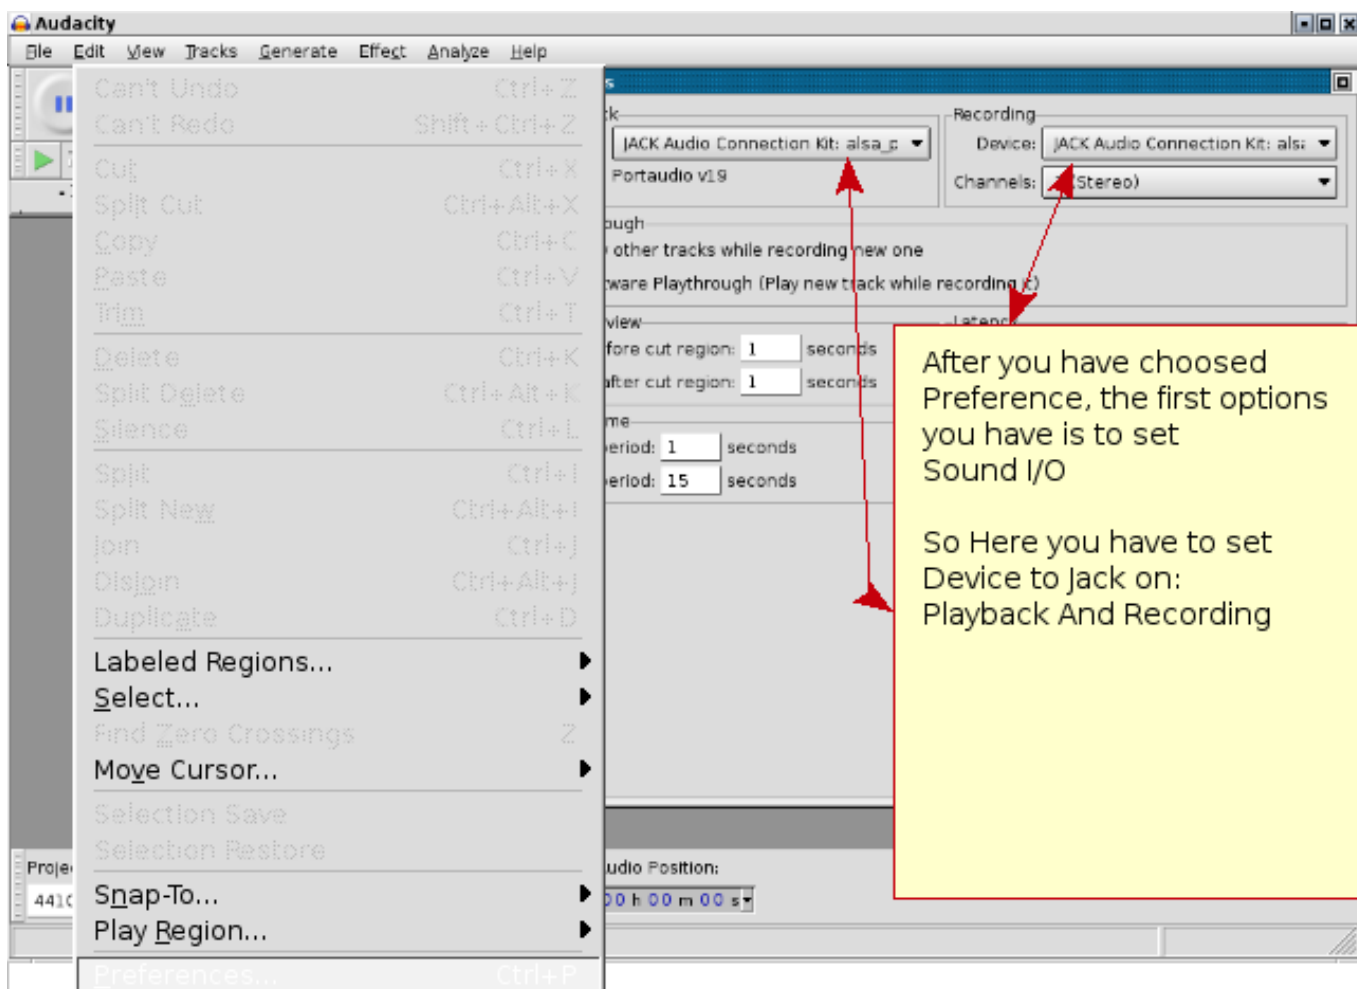 Audacity
File Edit View Tracks Generate Effect Analyze Help
Can't Undo Ctrl+Z
Can't Redo Shift+Ctrl+Z
Cut Ctrl+X
Split Cut Ctrl+Alt+X
Copy Ctrl+C
Paste Ctrl+V
Trim Ctrl+T
Delete Ctrl+K
Split Delete Ctrl+Alt+K
Silence Ctrl+L
Split Ctrl+I
Split New Ctrl+Alt+I
Join Ctrl+J
Disjoin Ctrl+Alt+J
Duplicate Ctrl+D
Labeled Regions...
Select...
Find Zero Crossings Z
Move Cursor...
Selection Save
Selection Restore
Snap-To...
Play Region...
Preferences... Ctrl+P
Recording
JACK Audio Connection Kit: alsa_p
Device: JACK Audio Connection Kit: als
Portaudio v19
Channels: (Stereo)
other tracks while recording new one
ware Playthrough (Play new track while recording it)
view
Latency
fore cut region: 1 seconds
after cut region: 1 seconds
me
eriod: 1 seconds
eriod: 15 seconds
After you have choosed
Preference, the first options
you have is to set
Sound I/O
So Here you have to set
Device to Jack on:
Playback And Recording
Proje
udio Position:
441
00 h 00 m 00 s